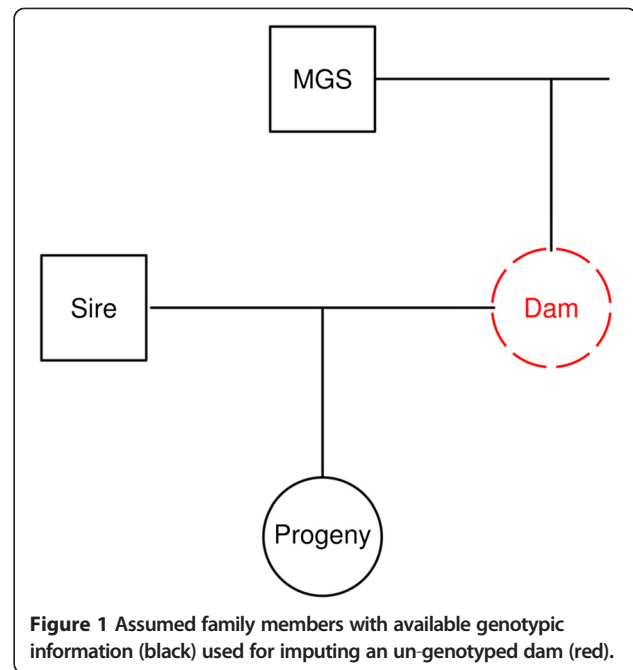 MGS
Sire
Dam
Progeny
Figure 1 Assumed family members with available genotypic
information (black) used for imputing an un-genotyped dam (red).